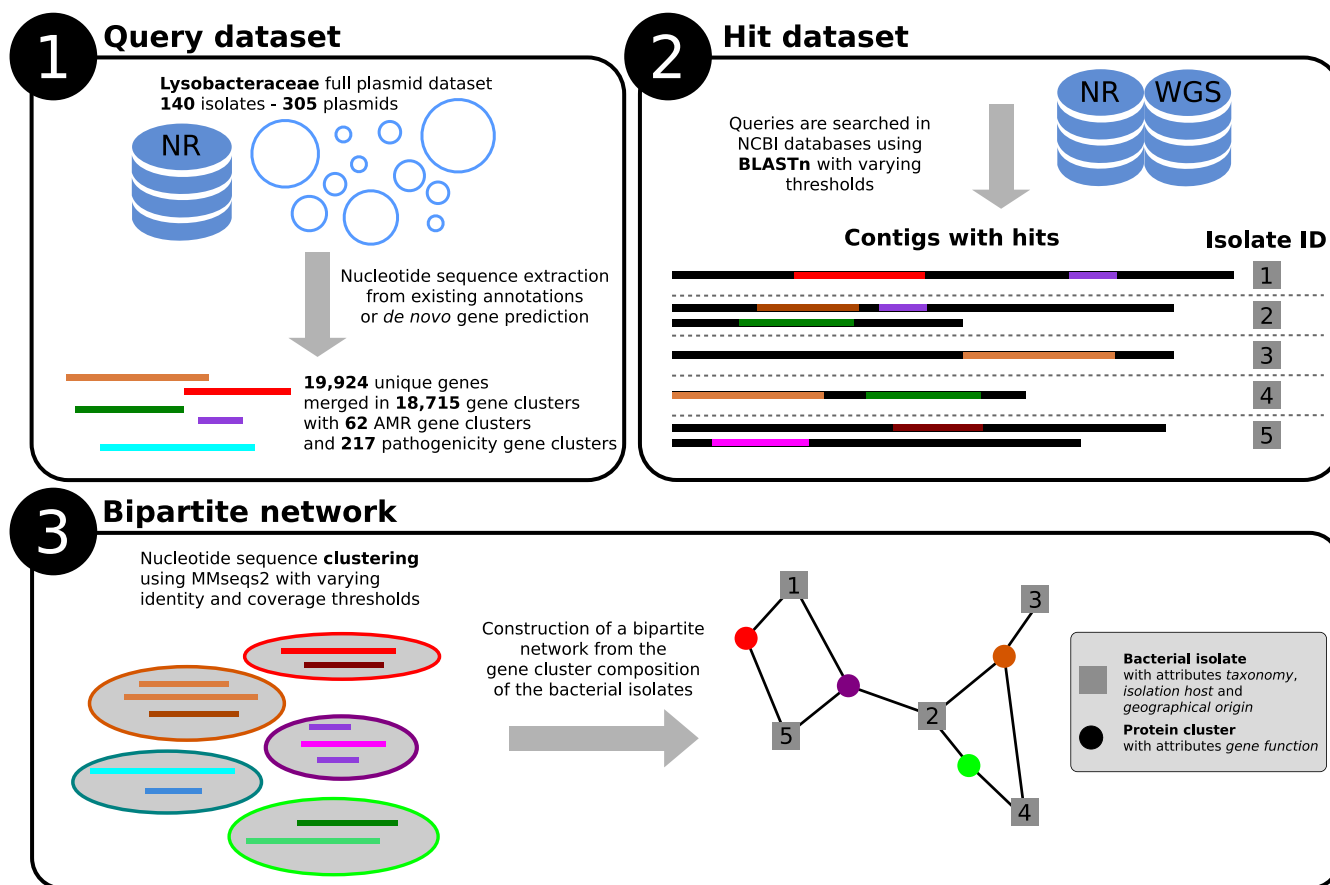 1
Query dataset
Lysobacteraceae full plasmid dataset
140 isolates - 305 plasmids
NR
Nucleotide sequence extraction
from existing annotations
or de novo gene prediction
19,924 unique genes
merged in 18,715 gene clusters
with 62 AMR gene clusters
and 217 pathogenicity gene clusters
2
Hit dataset
Queries are searched in
NCBI databases using
BLASTn with varying
thresholds
NR
WGS
Contigs with hits
Isolate ID
1
2
3
4
5
3
Bipartite network
Nucleotide sequence clustering
using MMseqs2 with varying
identity and coverage thresholds
Construction of a bipartite
network from the
gene cluster composition
of the bacterial isolates
1
3
2
5
4
Bacterial isolate
with attributes taxonomy,
isolation host and
geographical origin
Protein cluster
with attributes gene function